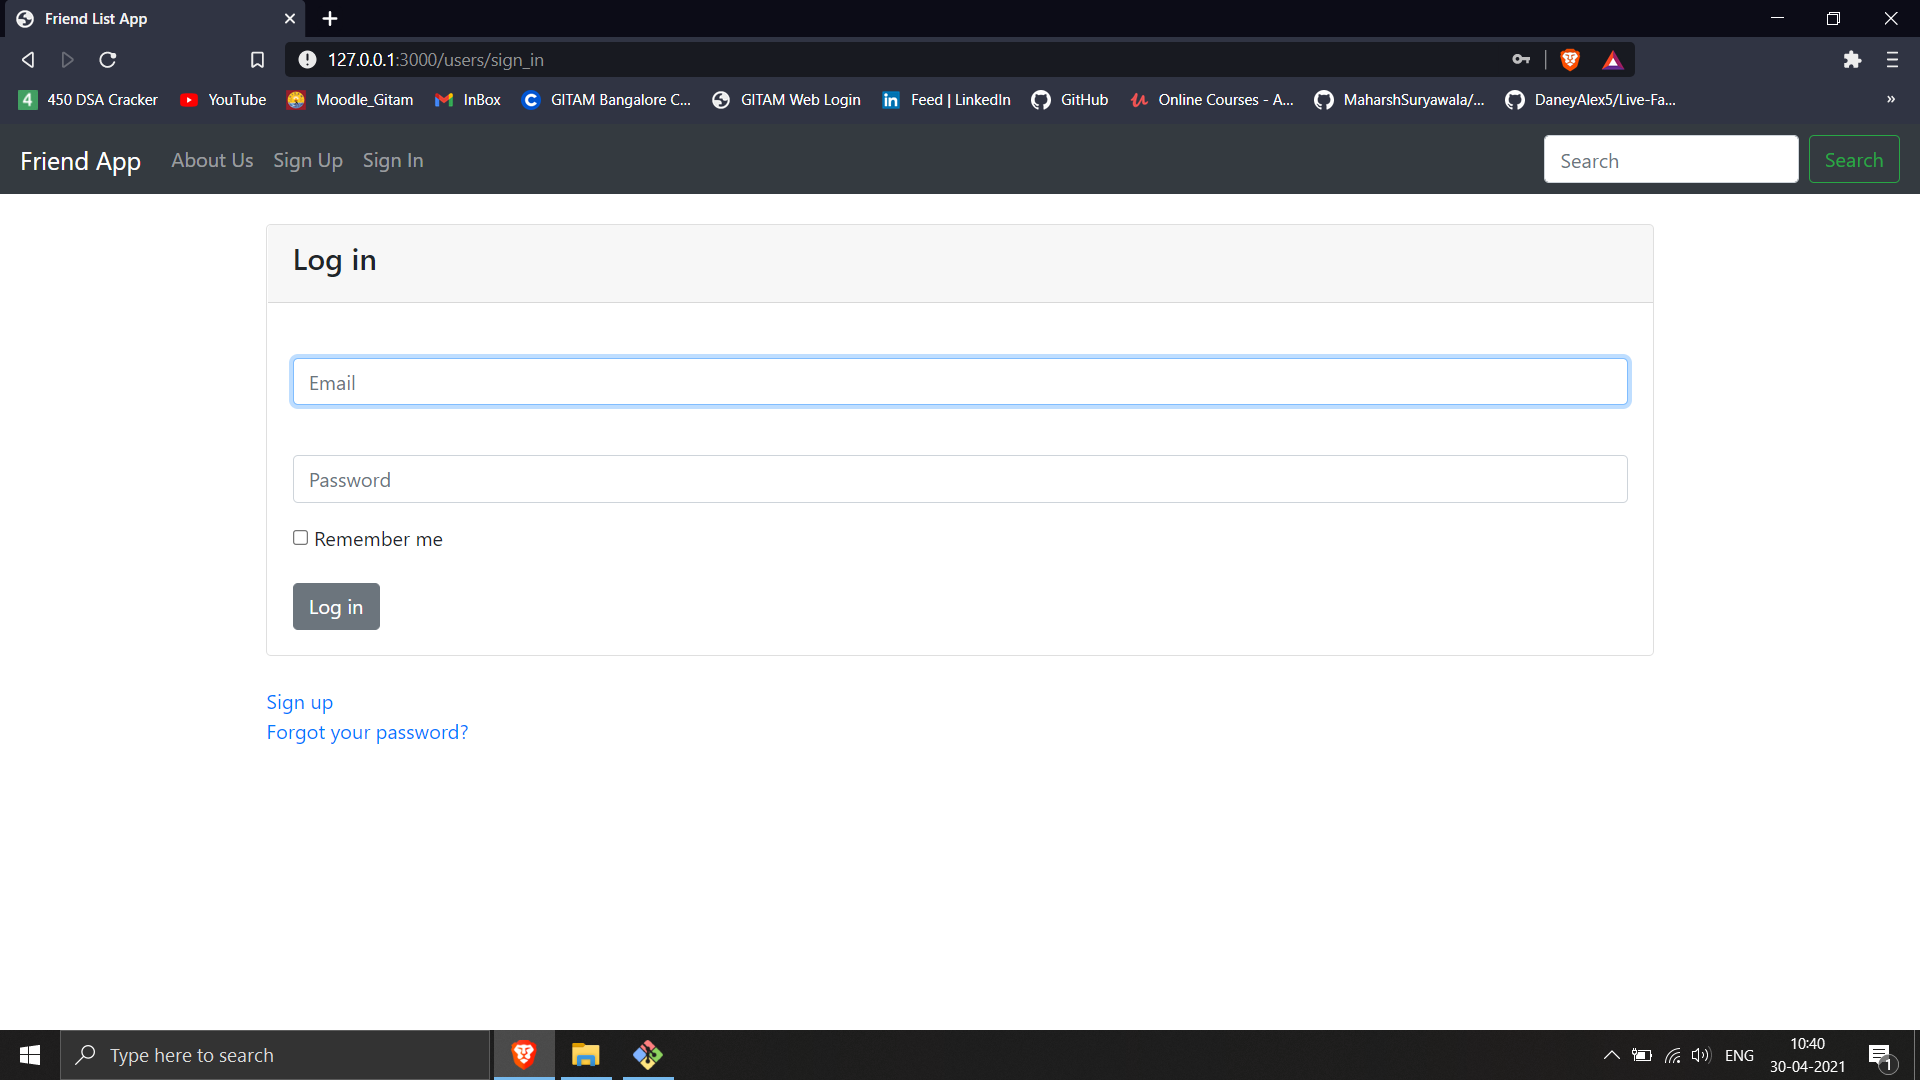 Friend List App
127.0.0.1:3000/users/sign_in
4 450 DSA Cracker YouTube Moodle_Gitam InBox C GITAM Bangalore C... GITAM Web Login in Feed | LinkedIn GitHub Online Courses - A... MaharshSuryawala/... DaneyAlex5/Live-Fa... »
Friend App About Us Sign Up Sign In Search Search
Log in
Email
Password
Remember me
Log in
Sign up
Forgot your password?
Type here to search ENG 10:40
30-04-2021 1